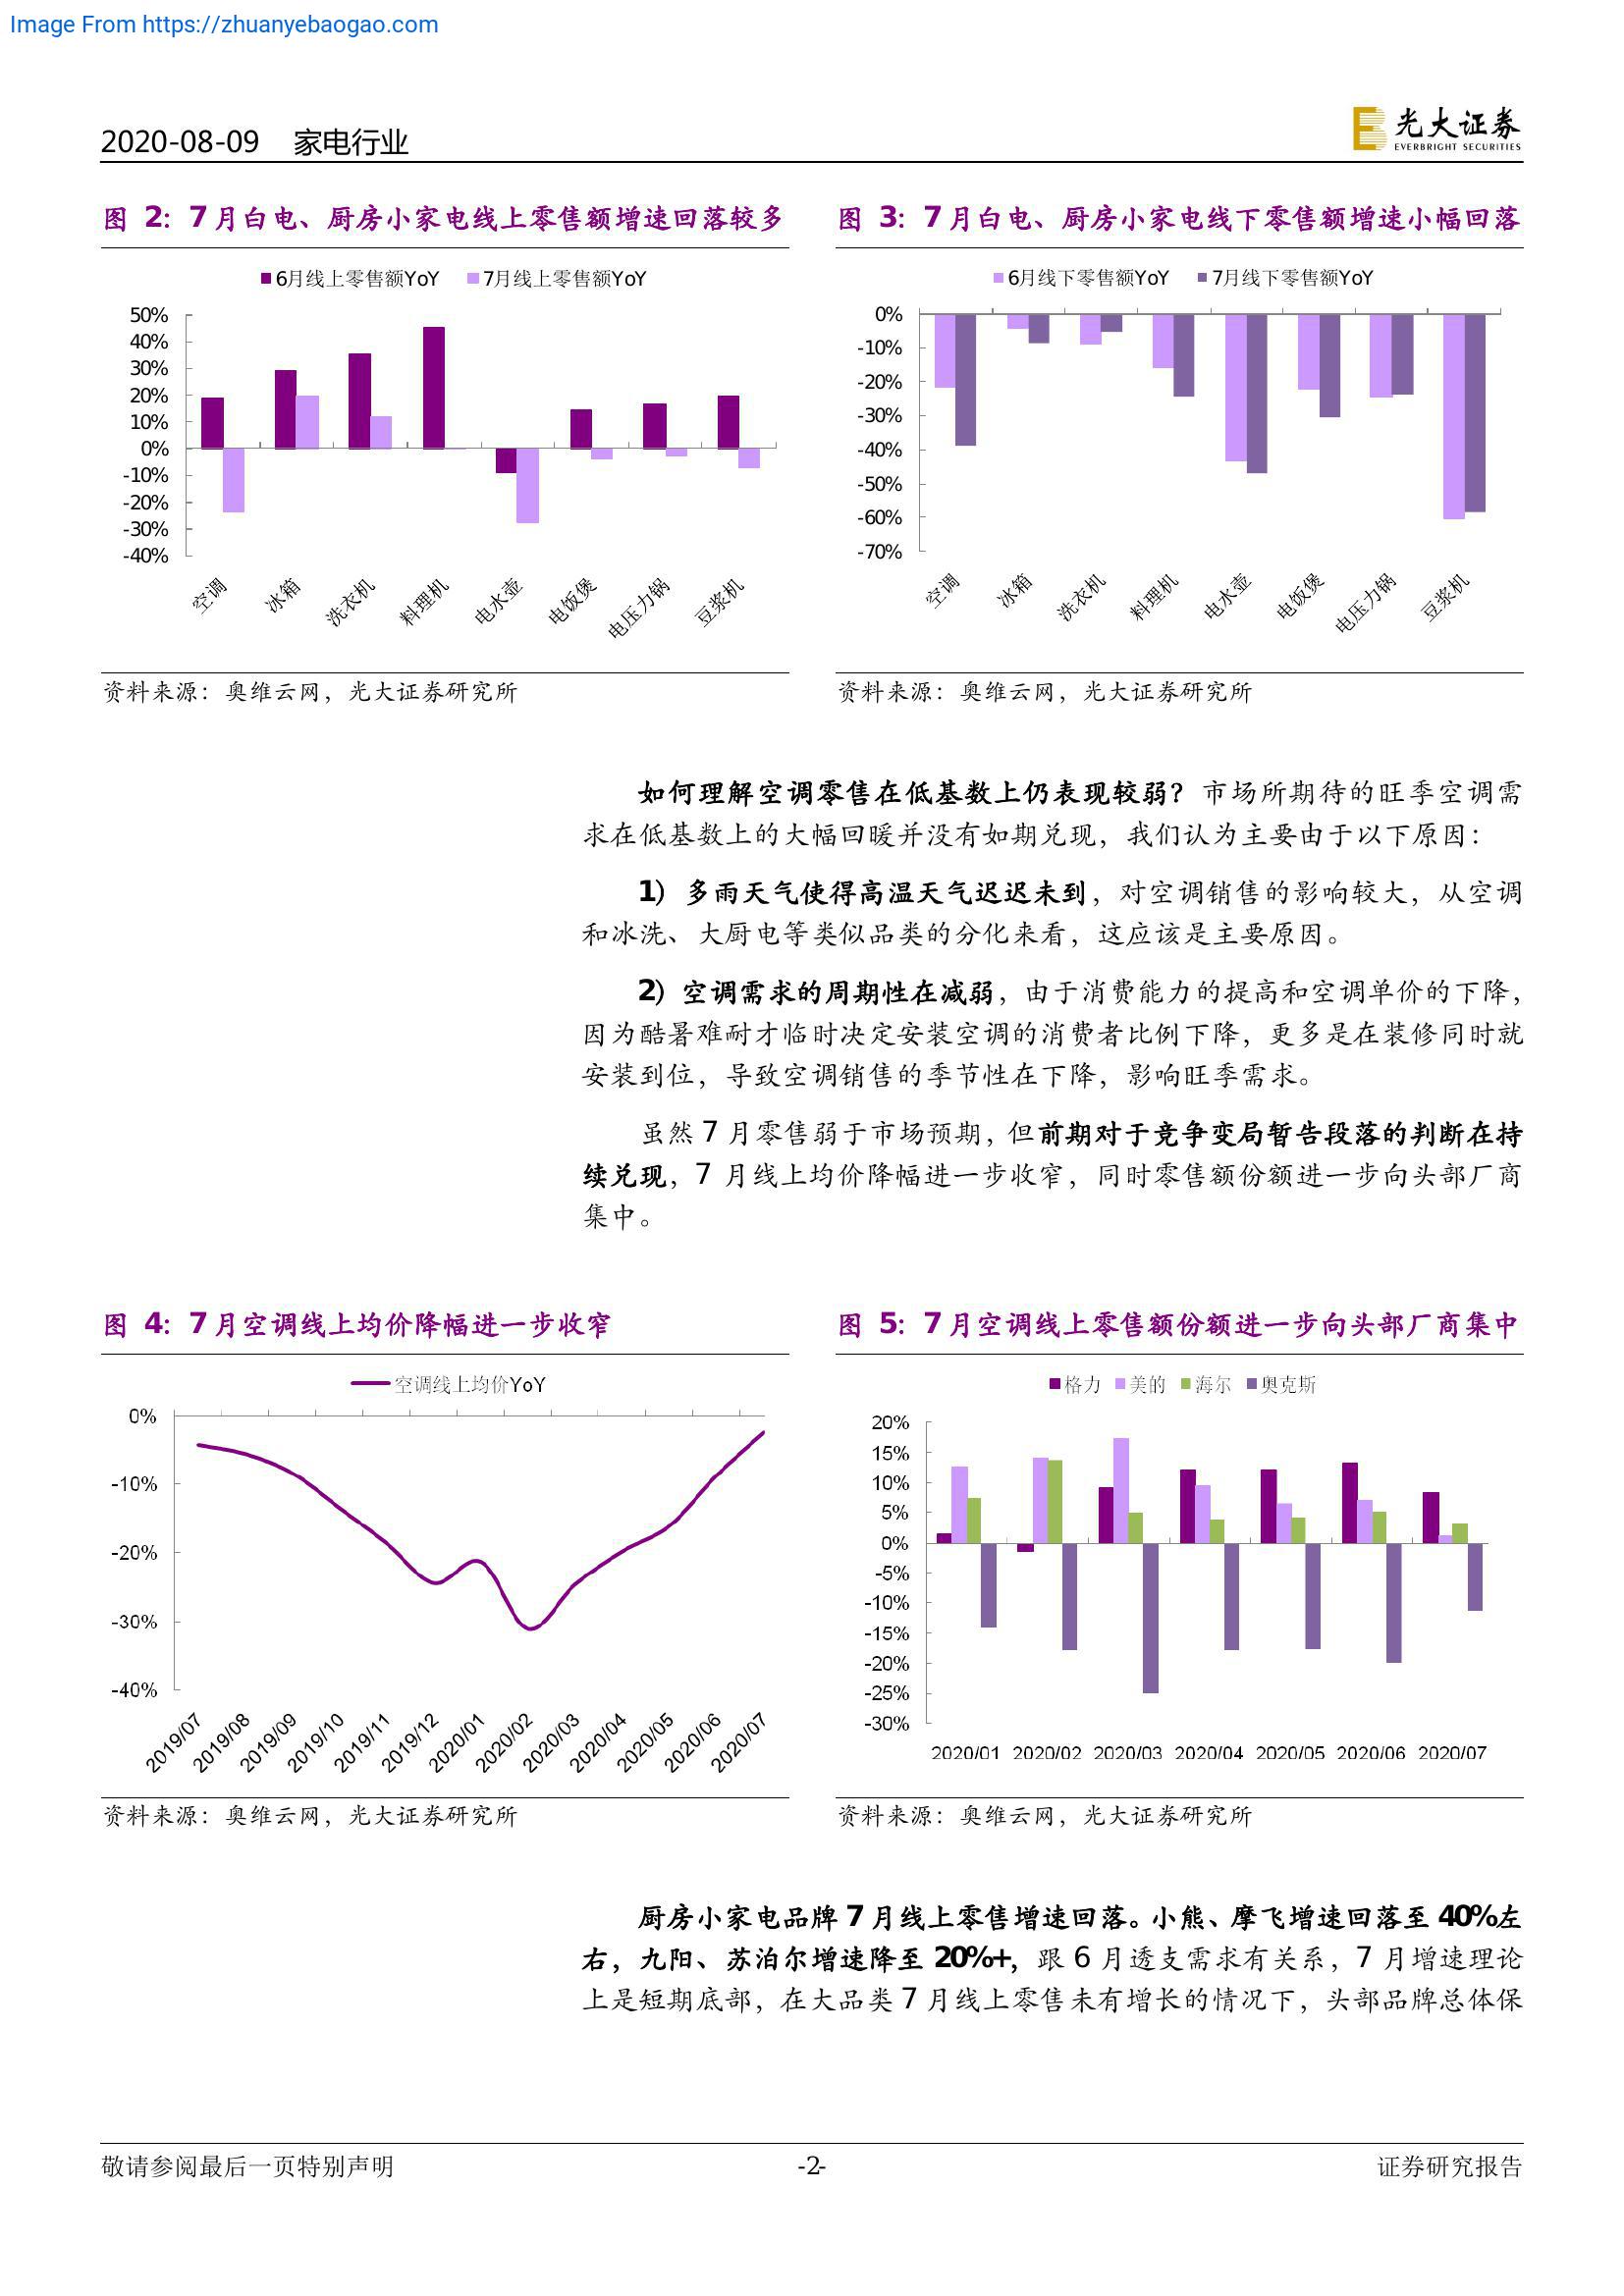 Image From https://zhuanyebaogao.com
2020-08-09 家电行业
光大证券
EVERBRIGHT SECURITIES
图 2：7 月白电、厨房小家电线上零售额增速回落较多
6月线上零售额YoY 7月线上零售额YoY
50%
40%
30%
20%
10%
0%
-10%
-20%
-30%
-40%
空调 冰箱 洗衣机 料理机 电水壶 电饭煲 电压力锅 豆浆机
资料来源：奥维云网，光大证券研究所
图 3：7 月白电、厨房小家电线下零售额增速小幅回落
6月线下零售额YoY 7月线下零售额YoY
0%
-10%
-20%
-30%
-40%
-50%
-60%
-70%
空调 冰箱 洗衣机 料理机 电水壶 电饭煲 电压力锅 豆浆机
资料来源：奥维云网，光大证券研究所
如何理解空调零售在低基数上仍表现较弱？市场所期待的旺季空调需
求在低基数上的大幅回暖并没有如期兑现，我们认为主要由于以下原因：
1）多雨天气使得高温天气迟迟未到，对空调销售的影响较大，从空调
和冰洗、大厨电等类似品类的分化来看，这应该是主要原因。
2）空调需求的周期性在减弱，由于消费能力的提高和空调单价的下降，
因为酷暑难耐才临时决定安装空调的消费者比例下降，更多是在装修同时就
安装到位，导致空调销售的季节性在下降，影响旺季需求。
虽然 7 月零售弱于市场预期，但前期对于竞争变局暂告段落的判断在持
续兑现，7 月线上均价降幅进一步收窄，同时零售额份额进一步向头部厂商
集中。
图 4：7 月空调线上均价降幅进一步收窄
空调线上均价YoY
0%
-10%
-20%
-30%
-40%
2019/07 2019/08 2019/09 2019/10 2019/11 2019/12 2020/01 2020/02 2020/03 2020/04 2020/05 2020/06 2020/07
资料来源：奥维云网，光大证券研究所
图 5：7 月空调线上零售额份额进一步向头部厂商集中
格力 美的 海尔 奥克斯
20%
15%
10%
5%
0%
-5%
-10%
-15%
-20%
-25%
-30%
2020/01 2020/02 2020/03 2020/04 2020/05 2020/06 2020/07
资料来源：奥维云网，光大证券研究所
厨房小家电品牌 7 月线上零售增速回落。小熊、摩飞增速回落至 40%左
右，九阳、苏泊尔增速降至 20%+，跟 6 月透支需求有关系，7 月增速理论
上是短期底部，在大品类 7 月线上零售未有增长的情况下，头部品牌总体保
敬请参阅最后一页特别声明 -2- 证券研究报告